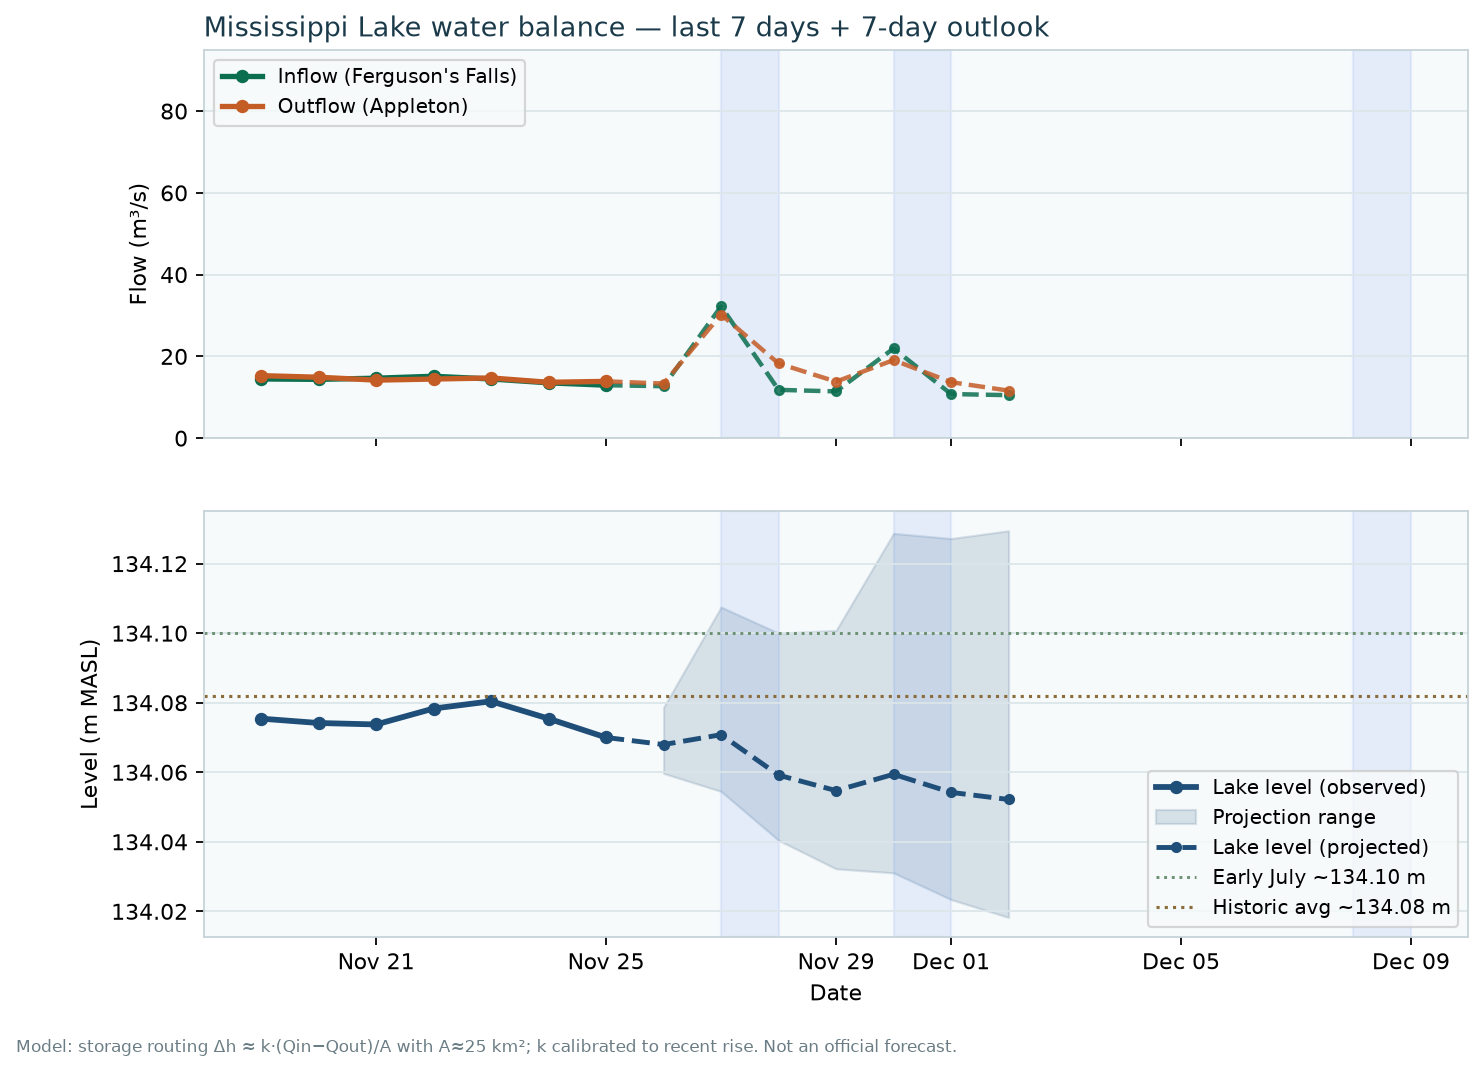 Mississippi Lake water balance — last 7 days + 7-day outlook
Inflow (Ferguson's Falls)
Outflow (Appleton)
Flow (m³/s)
80
60
40
20
0
Level (m MASL)
134.12
134.10
134.08
134.06
134.04
134.02
Lake level (observed)
Projection range
Lake level (projected)
Early July ~134.10 m
Historic avg ~134.08 m
Nov 21
Nov 25
Nov 29
Dec 01
Dec 05
Dec 09
Date
Model: storage routing Δh ≈ k·(Qin−Qout)/A with A≈25 km²; k calibrated to recent rise. Not an official forecast.